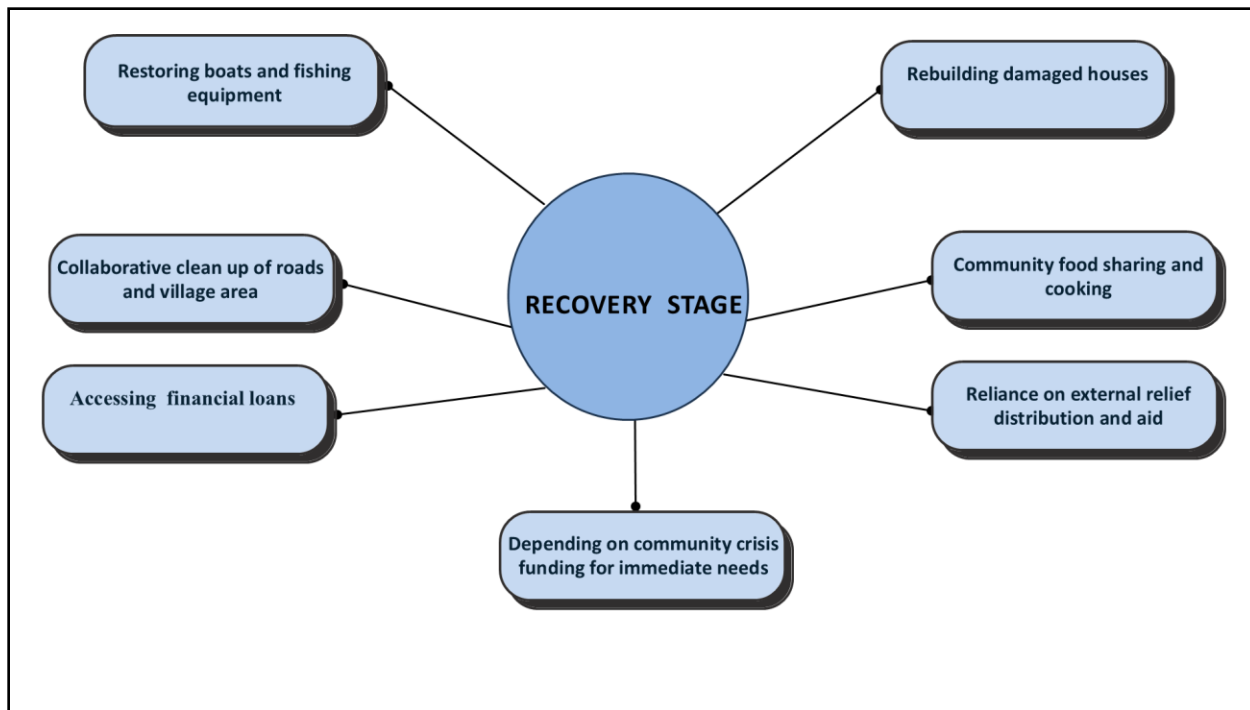 Restoring boats and fishing
equipment
Rebuilding damaged houses
Collaborative clean up of roads
and village area
Community food sharing and
cooking
RECOVERY STAGE
Accessing financial loans
Reliance on external relief
distribution and aid
Depending on community crisis
funding for immediate needs